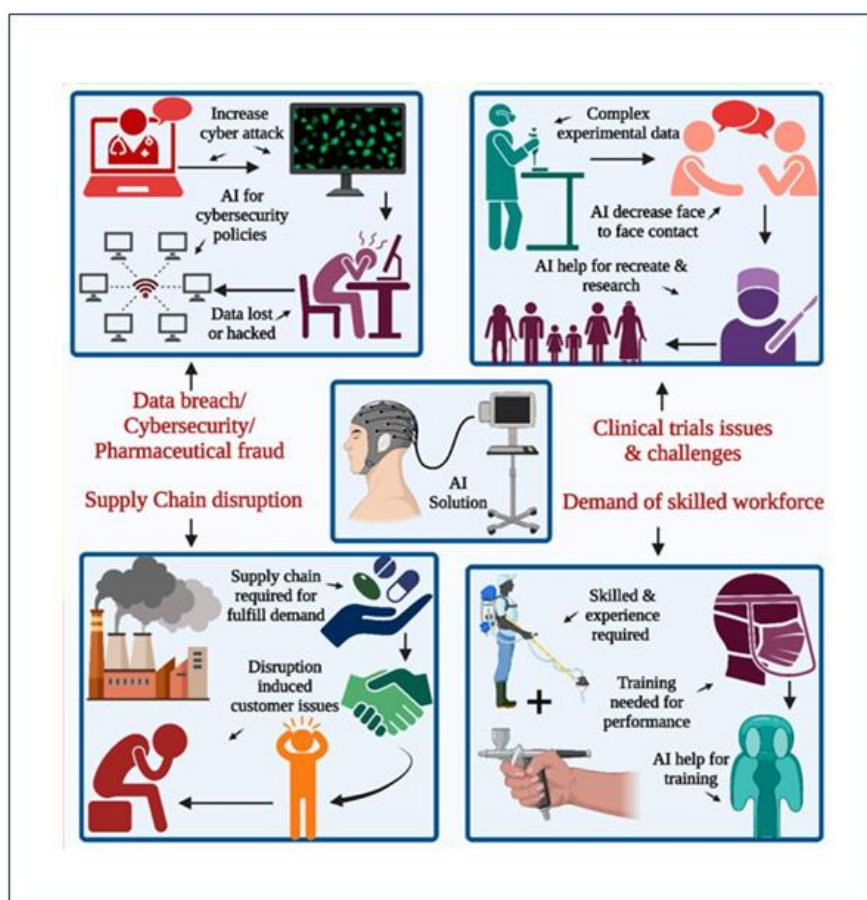 Increase
cyber attack
AI for
cybersecurity
policies
Data lost
or hacked
Complex
experimental data
AI decrease face
to face contact
AI help for recreate &
research
Data breach/
Cybersecurity/
Pharmaceutical fraud
Clinical trials issues
& challenges
AI
Solution
Supply Chain disruption
Demand of skilled workforce
Supply chain
required for
fulfill demand
Disruption
induced
customer issues
Skilled &
experience
required
+
Training
needed for
performance
AI help for
training